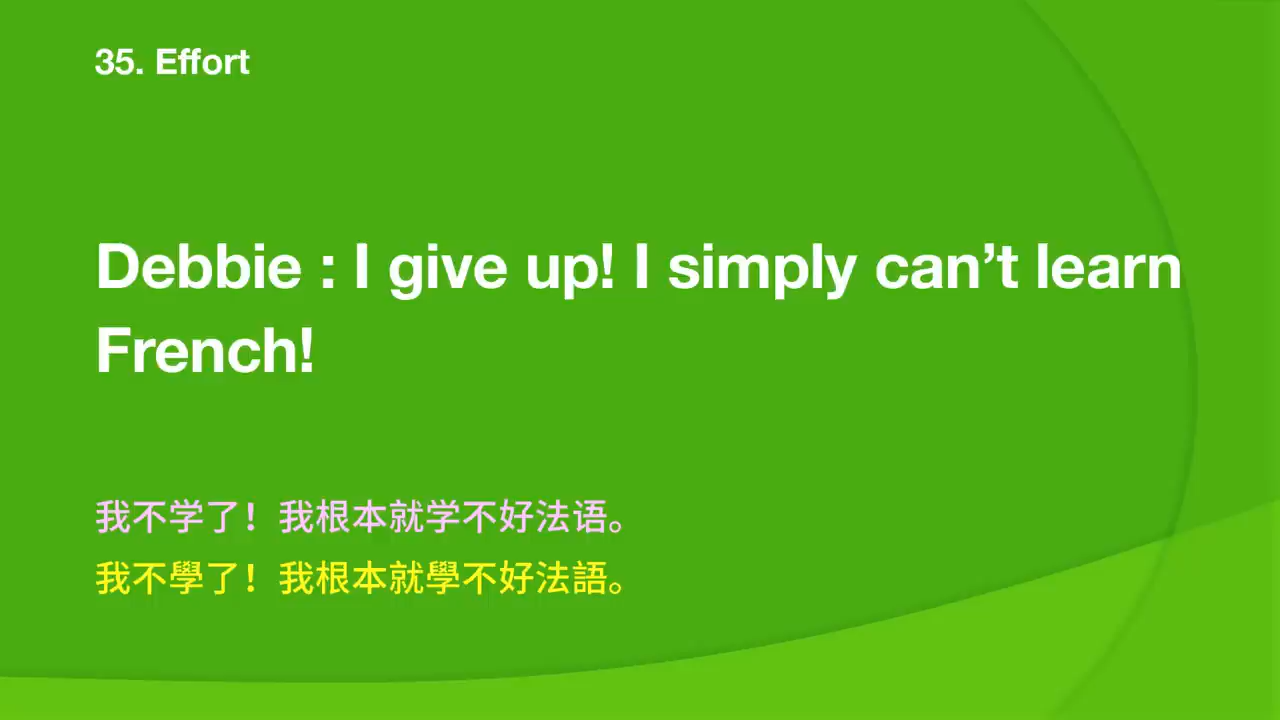 35. Effort
Debbie : I give up! I simply can’t learn
French!
我不学了！我根本就学不好法语。
我不學了！我根本就學不好法語。